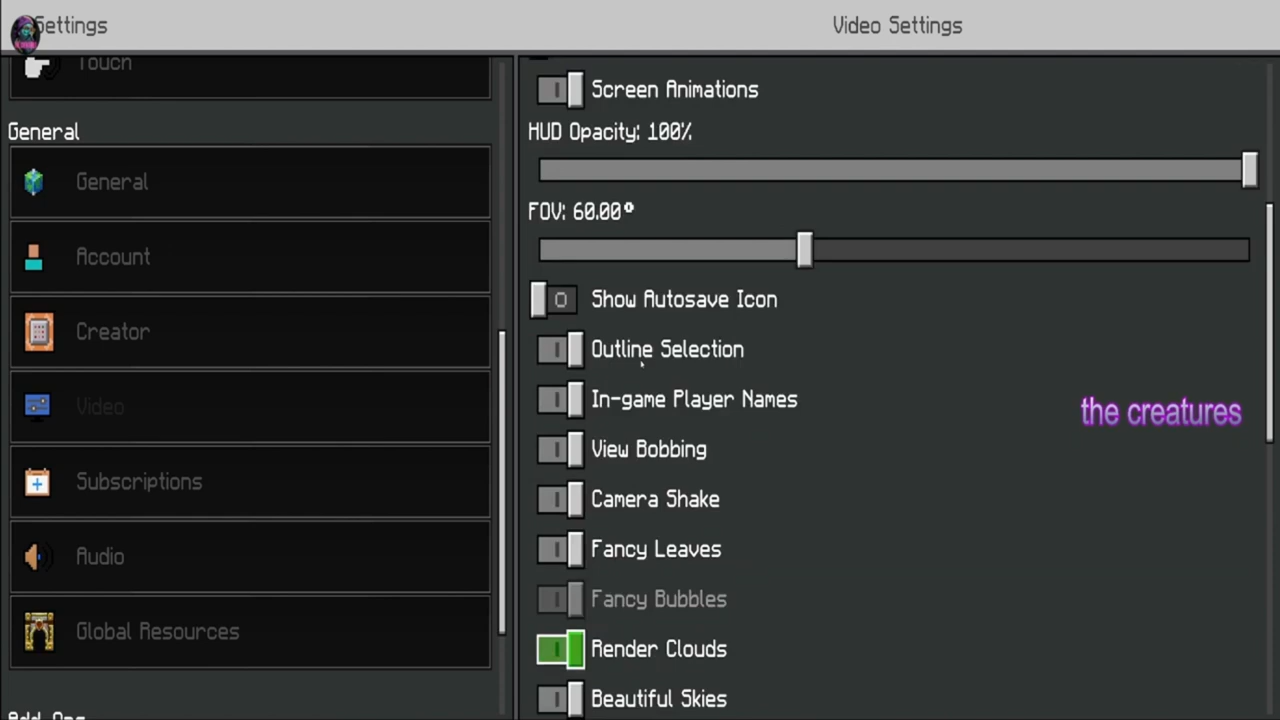 Settings
Video Settings
Touch
General
General
Account
Creator
Video
Subscriptions
Audio
Global Resources
Add-Ons
Screen Animations
HUD Opacity: 100%
FOV: 60.00°
Show Autosave Icon
Outline Selection
In-game Player Names
View Bobbing
Camera Shake
Fancy Leaves
Fancy Bubbles
Render Clouds
Beautiful Skies
the creatures